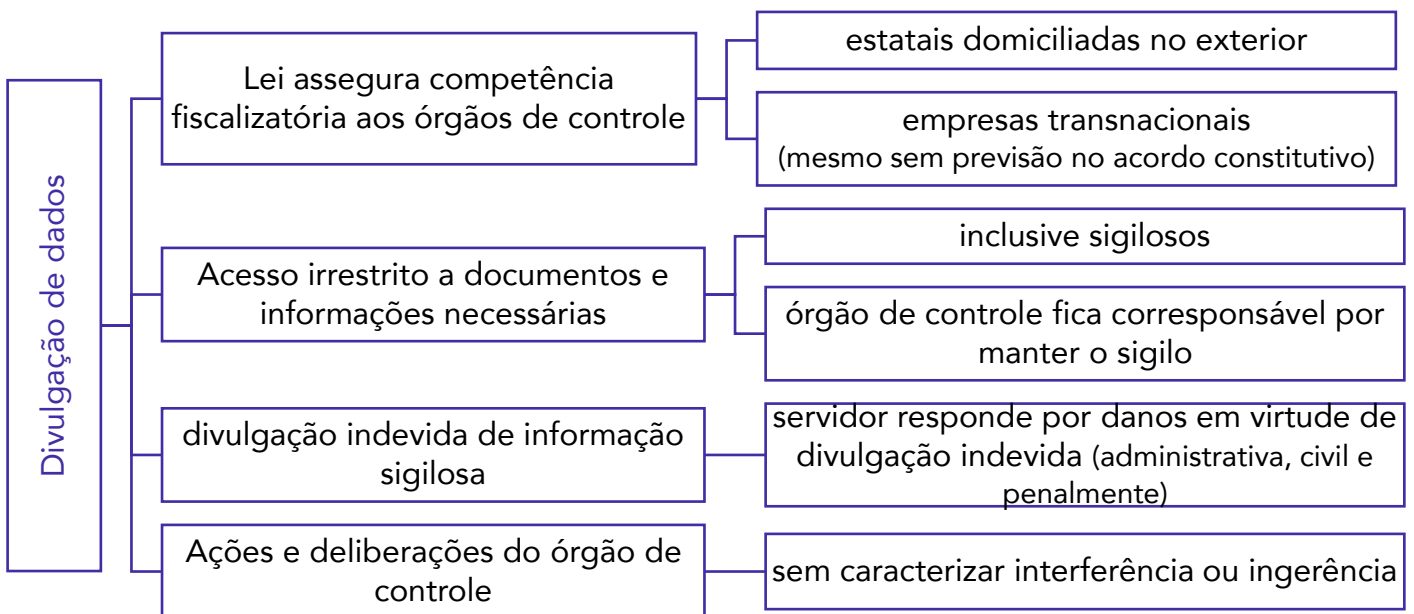 Divulgação de dados
Lei assegura competência
fiscalizatória aos órgãos de controle
estatais domiciliadas no exterior
empresas transnacionais
(mesmo sem previsão no acordo constitutivo)
Acesso irrestrito a documentos e
informações necessárias
inclusive sigilosos
órgão de controle fica corresponsável por
manter o sigilo
divulgação indevida de informação
sigilosa
servidor responde por danos em virtude de
divulgação indevida (administrativa, civil e
penalmente)
Ações e deliberações do órgão de
controle
sem caracterizar interferência ou ingerência